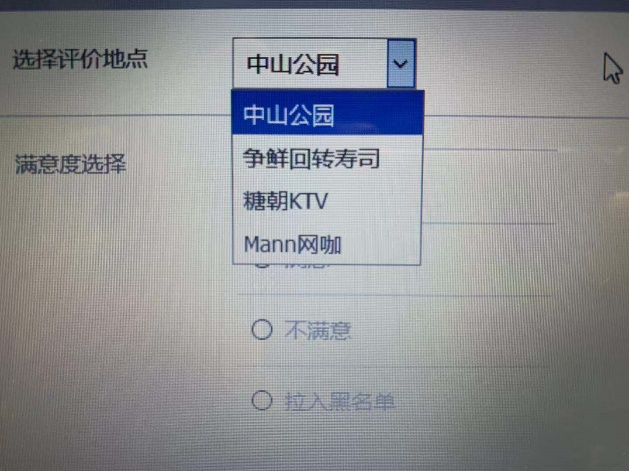 选择评价地点
中山公园
中山公园
争鲜回转寿司
糖朝KTV
Mann网咖
满意度选择
不满意
拉入黑名单